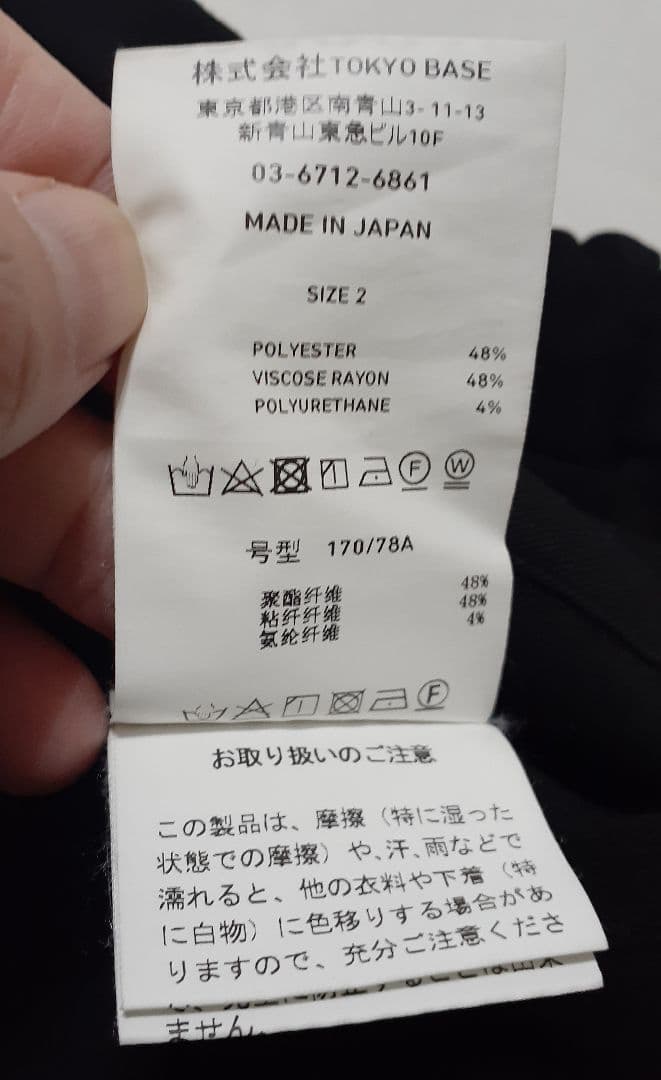 株式会社TOKYO BASE
東京都港区南青山3-11-13
新青山東急ビル10F
03-6712-6861
MADE IN JAPAN
SIZE 2
POLYESTER 48%
VISCOSE RAYON 48%
POLYURETHANE 4%
F W
号型 170/78A
聚酯纤维 48%
粘纤纤维 48%
氨纶纤维 4%
F
お取り扱いのご注意
この製品は、摩擦（特に湿った
状態での摩擦）や、汗、雨などで
濡れると、他の衣料や下着（特
に白物）に色移りする場合があ
りますので、充分ご注意くださ
ません。